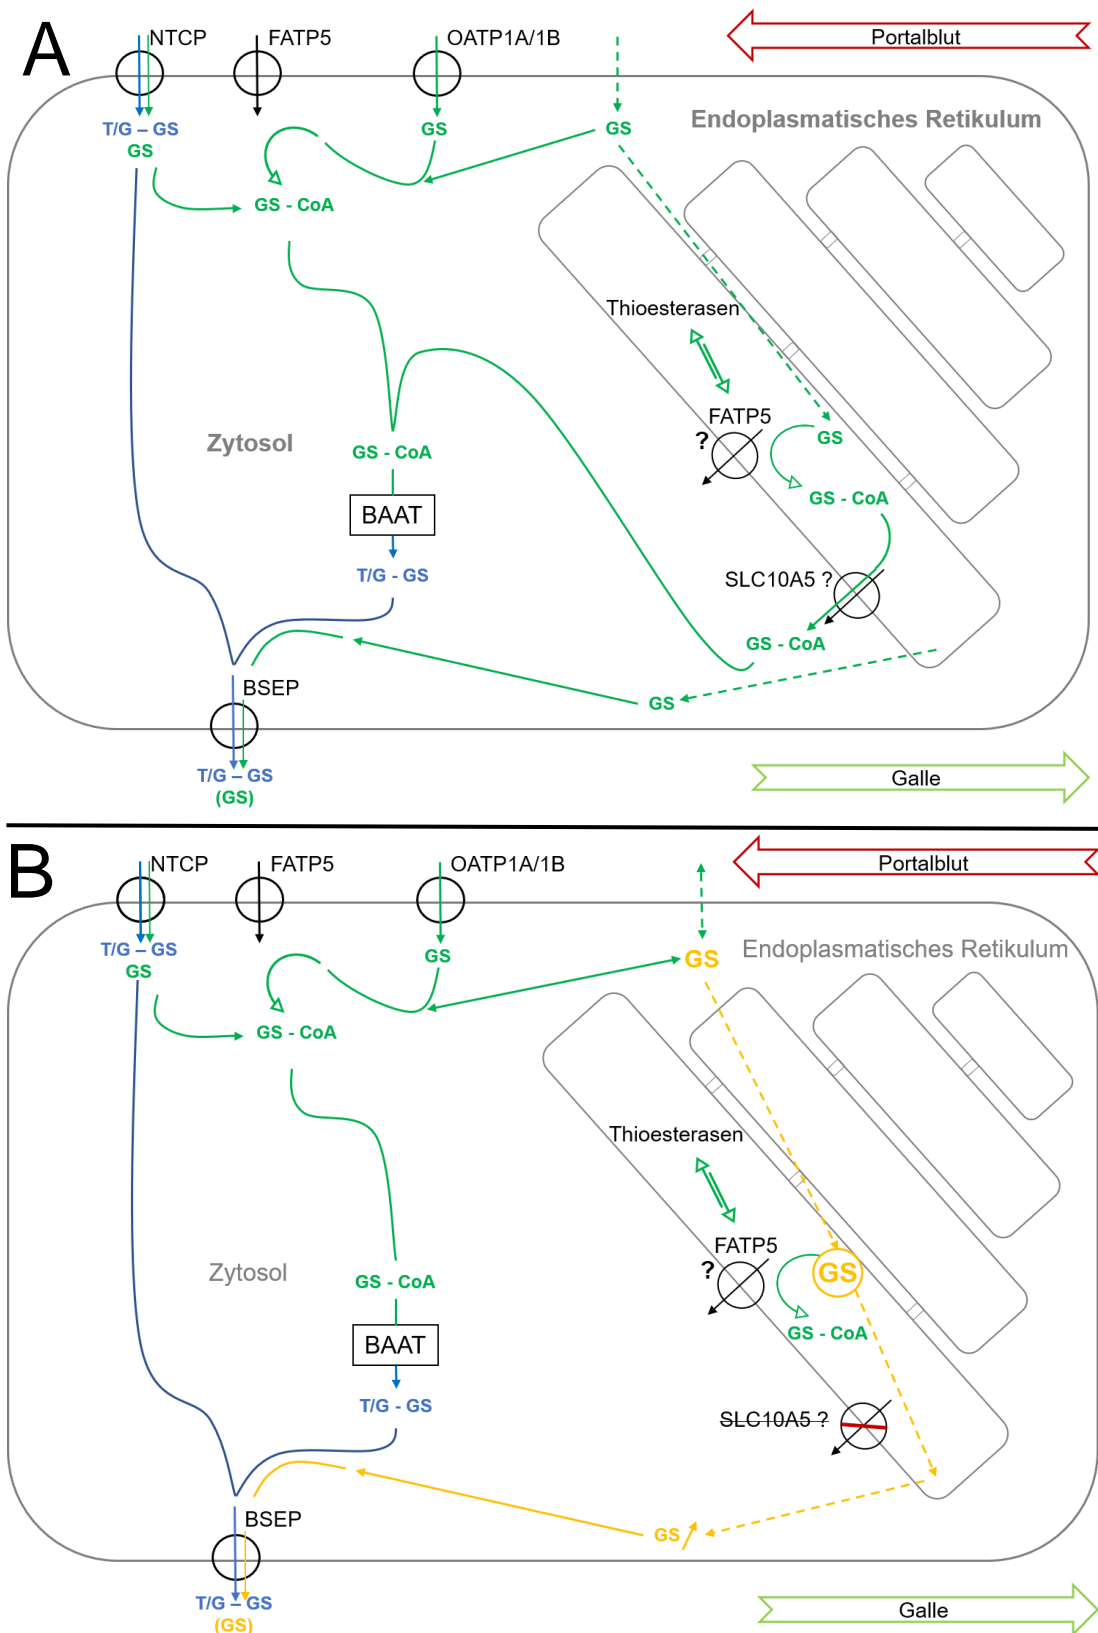 A
NTCP
FATP5
OATP1A/1B
Portalblut
T/G – GS
GS
GS
GS
Endoplasmatisches Retikulum
GS - CoA
Thioesterasen
FATP5
?
GS
Zytosol
GS - CoA
GS - CoA
BAAT
T/G - GS
SLC10A5 ?
GS - CoA
BSEP
GS
T/G – GS
(GS)
Galle
B
NTCP
FATP5
OATP1A/1B
Portalblut
T/G – GS
GS
GS
GS
Endoplasmatisches Retikulum
GS - CoA
Thioesterasen
FATP5
?
GS
Zytosol
GS - CoA
GS - CoA
BAAT
T/G - GS
SLC10A5 ?
BSEP
GS
T/G – GS
(GS)
Galle